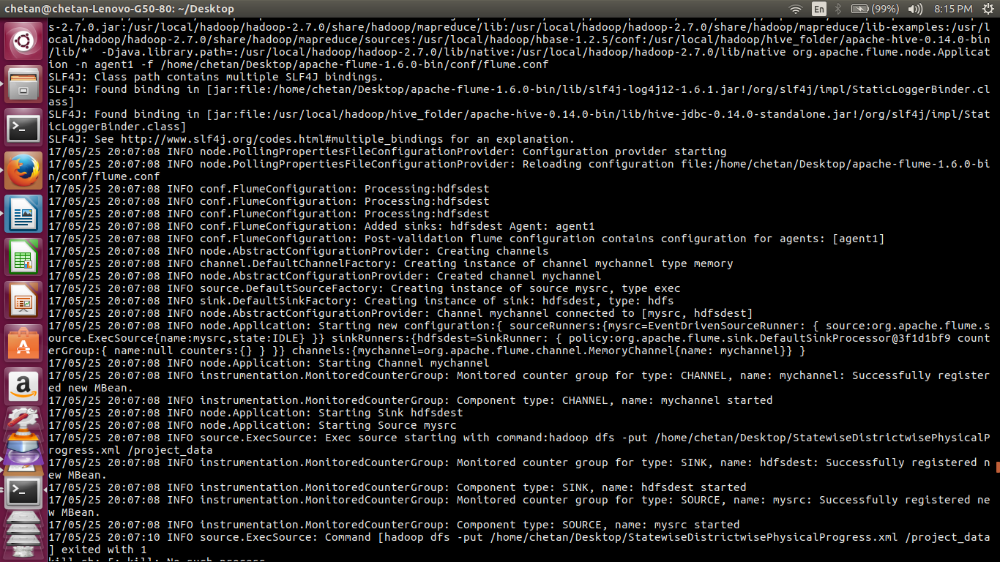 chetan@chetan-Lenovo-G50-80: ~/Desktop
En
(99%)
8:15 PM
s-2.7.0.jar:/usr/local/hadoop/hadoop-2.7.0/share/hadoop/mapreduce/lib:/usr/local/hadoop/hadoop-2.7.0/share/hadoop/mapreduce/lib-examples:/usr/l
ocal/hadoop/hadoop-2.7.0/share/hadoop/mapreduce/sources:/usr/local/hadoop/hbase-1.2.5/conf:/usr/local/hadoop/hive_folder/apache-hive-0.14.0-bin
/lib/*' -Djava.library.path=:/usr/local/hadoop/hadoop-2.7.0/lib/native:/usr/local/hadoop/hadoop-2.7.0/lib/native org.apache.flume.node.Applicat
ion -n agent1 -f /home/chetan/Desktop/apache-flume-1.6.0-bin/conf/flume.conf
SLF4J: Class path contains multiple SLF4J bindings.
SLF4J: Found binding in [jar:file:/home/chetan/Desktop/apache-flume-1.6.0-bin/lib/slf4j-log4j12-1.6.1.jar!/org/slf4j/impl/StaticLoggerBinder.cl
ass]
SLF4J: Found binding in [jar:file:/usr/local/hadoop/hive_folder/apache-hive-0.14.0-bin/lib/hive-jdbc-0.14.0-standalone.jar!/org/slf4j/impl/Stat
icLoggerBinder.class]
SLF4J: See http://www.slf4j.org/codes.html#multiple_bindings for an explanation.
17/05/25 20:07:08 INFO node.PollingPropertiesFileConfigurationProvider: Configuration provider starting
17/05/25 20:07:08 INFO node.PollingPropertiesFileConfigurationProvider: Reloading configuration file:/home/chetan/Desktop/apache-flume-1.6.0-bi
n/conf/flume.conf
17/05/25 20:07:08 INFO conf.FlumeConfiguration: Processing:hdfsdest
17/05/25 20:07:08 INFO conf.FlumeConfiguration: Processing:hdfsdest
17/05/25 20:07:08 INFO conf.FlumeConfiguration: Processing:hdfsdest
17/05/25 20:07:08 INFO conf.FlumeConfiguration: Added sinks: hdfsdest Agent: agent1
17/05/25 20:07:08 INFO conf.FlumeConfiguration: Post-validation flume configuration contains configuration for agents: [agent1]
17/05/25 20:07:08 INFO node.AbstractConfigurationProvider: Creating channels
17/05/25 20:07:08 INFO channel.DefaultChannelFactory: Creating instance of channel mychannel type memory
17/05/25 20:07:08 INFO node.AbstractConfigurationProvider: Created channel mychannel
17/05/25 20:07:08 INFO source.DefaultSourceFactory: Creating instance of source mysrc, type exec
17/05/25 20:07:08 INFO sink.DefaultSinkFactory: Creating instance of sink: hdfsdest, type: hdfs
17/05/25 20:07:08 INFO node.AbstractConfigurationProvider: Channel mychannel connected to [mysrc, hdfsdest]
17/05/25 20:07:08 INFO node.Application: Starting new configuration:{ sourceRunners:{mysrc=EventDrivenSourceRunner: { source:org.apache.flume.s
ource.ExecSource{name:mysrc,state:IDLE} }} sinkRunners:{hdfsdest=SinkRunner: { policy:org.apache.flume.sink.DefaultSinkProcessor@3f1d1bf9 count
erGroup:{ name:null counters:{} } }} channels:{mychannel=org.apache.flume.channel.MemoryChannel{name: mychannel}} }
17/05/25 20:07:08 INFO node.Application: Starting Channel mychannel
17/05/25 20:07:08 INFO instrumentation.MonitoredCounterGroup: Monitored counter group for type: CHANNEL, name: mychannel: Successfully register
ed new MBean.
17/05/25 20:07:08 INFO instrumentation.MonitoredCounterGroup: Component type: CHANNEL, name: mychannel started
17/05/25 20:07:08 INFO node.Application: Starting Sink hdfsdest
17/05/25 20:07:08 INFO node.Application: Starting Source mysrc
17/05/25 20:07:08 INFO source.ExecSource: Exec source starting with command:hadoop dfs -put /home/chetan/Desktop/StatewiseDistrictwisePhysicalP
rogress.xml /project_data
17/05/25 20:07:08 INFO instrumentation.MonitoredCounterGroup: Monitored counter group for type: SINK, name: hdfsdest: Successfully registered n
ew MBean.
17/05/25 20:07:08 INFO instrumentation.MonitoredCounterGroup: Component type: SINK, name: hdfsdest started
17/05/25 20:07:08 INFO instrumentation.MonitoredCounterGroup: Monitored counter group for type: SOURCE, name: mysrc: Successfully registered ne
w MBean.
17/05/25 20:07:08 INFO instrumentation.MonitoredCounterGroup: Component type: SOURCE, name: mysrc started
17/05/25 20:07:10 INFO source.ExecSource: Command [hadoop dfs -put /home/chetan/Desktop/StatewiseDistrictwisePhysicalProgress.xml /project_data
] exited with 1
kill.sh: 5: kill: No such process